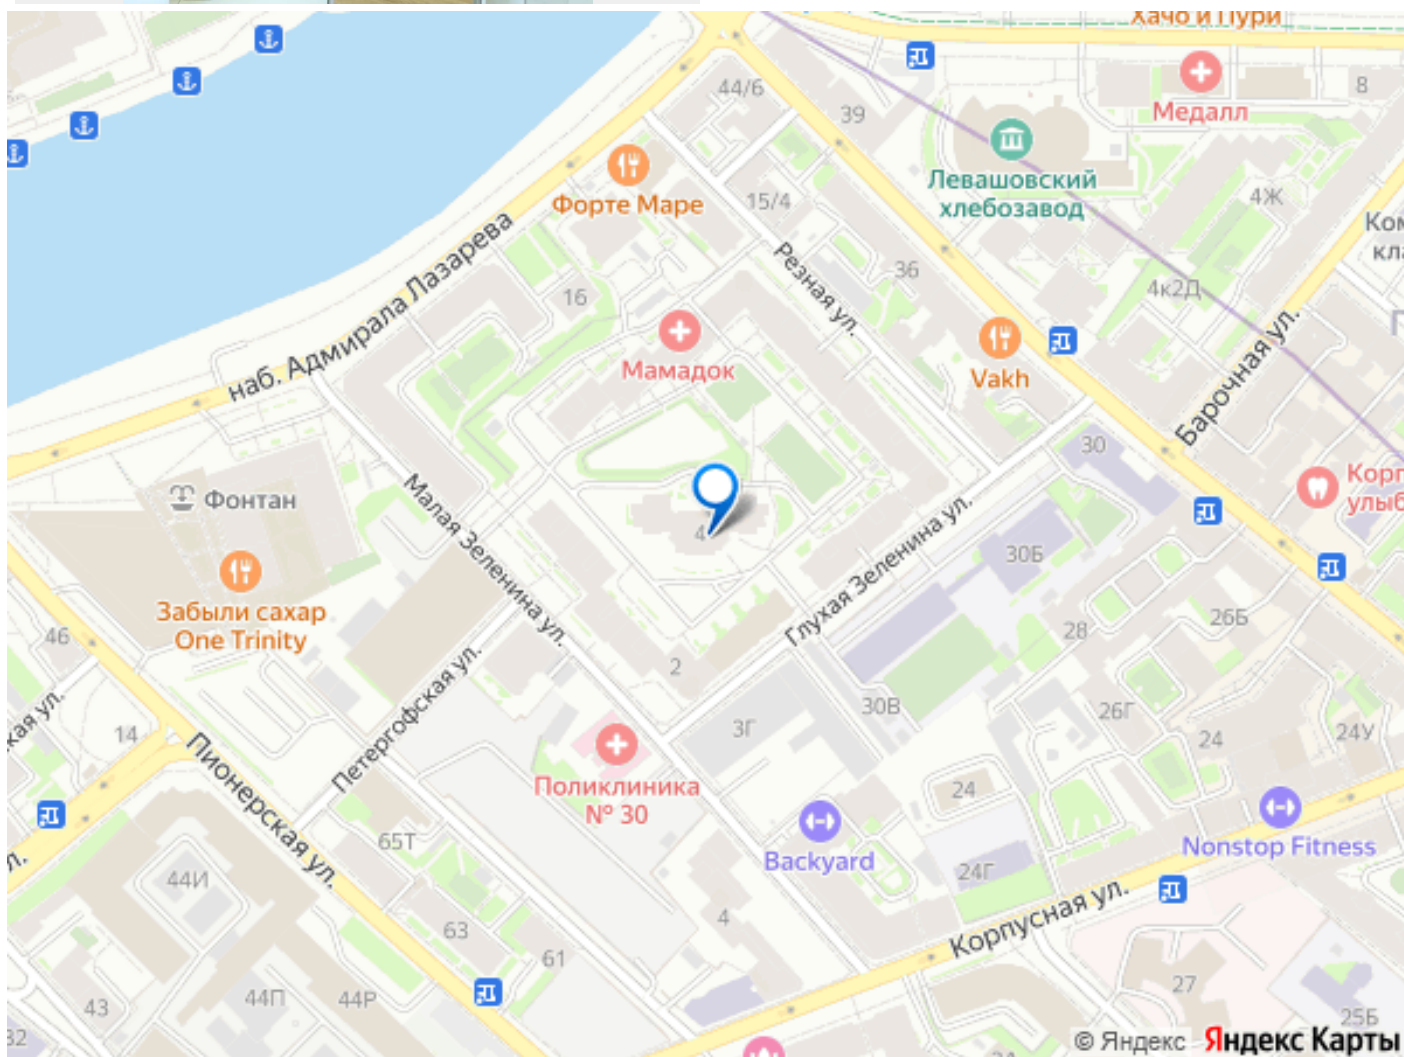 Хачо и Пури
44/6
39
8
Медалл
Форте Маре
Левашовский
хлебозавод
15/4
4Ж
наб. Адмирала Лазарева
Резная ул.
36
16
4к2Д
Мамадок
Vakh
Барочная ул.
30
Фонтан
Малая Зеленина ул.
4
Глухая Зеленина ул.
30Б
Забыли сахар
One Trinity
46
28
26Б
2
Петергофская ул.
30В
26Г
24
24У
14
3Г
Пионерская ул.
Поликлиника
№ 30
24
65Т
Backyard
Nonstop Fitness
44И
24Г
63
4
Корпусная ул.
61
27
43
44П
44Р
25Б
© Яндекс Яндекс Карты